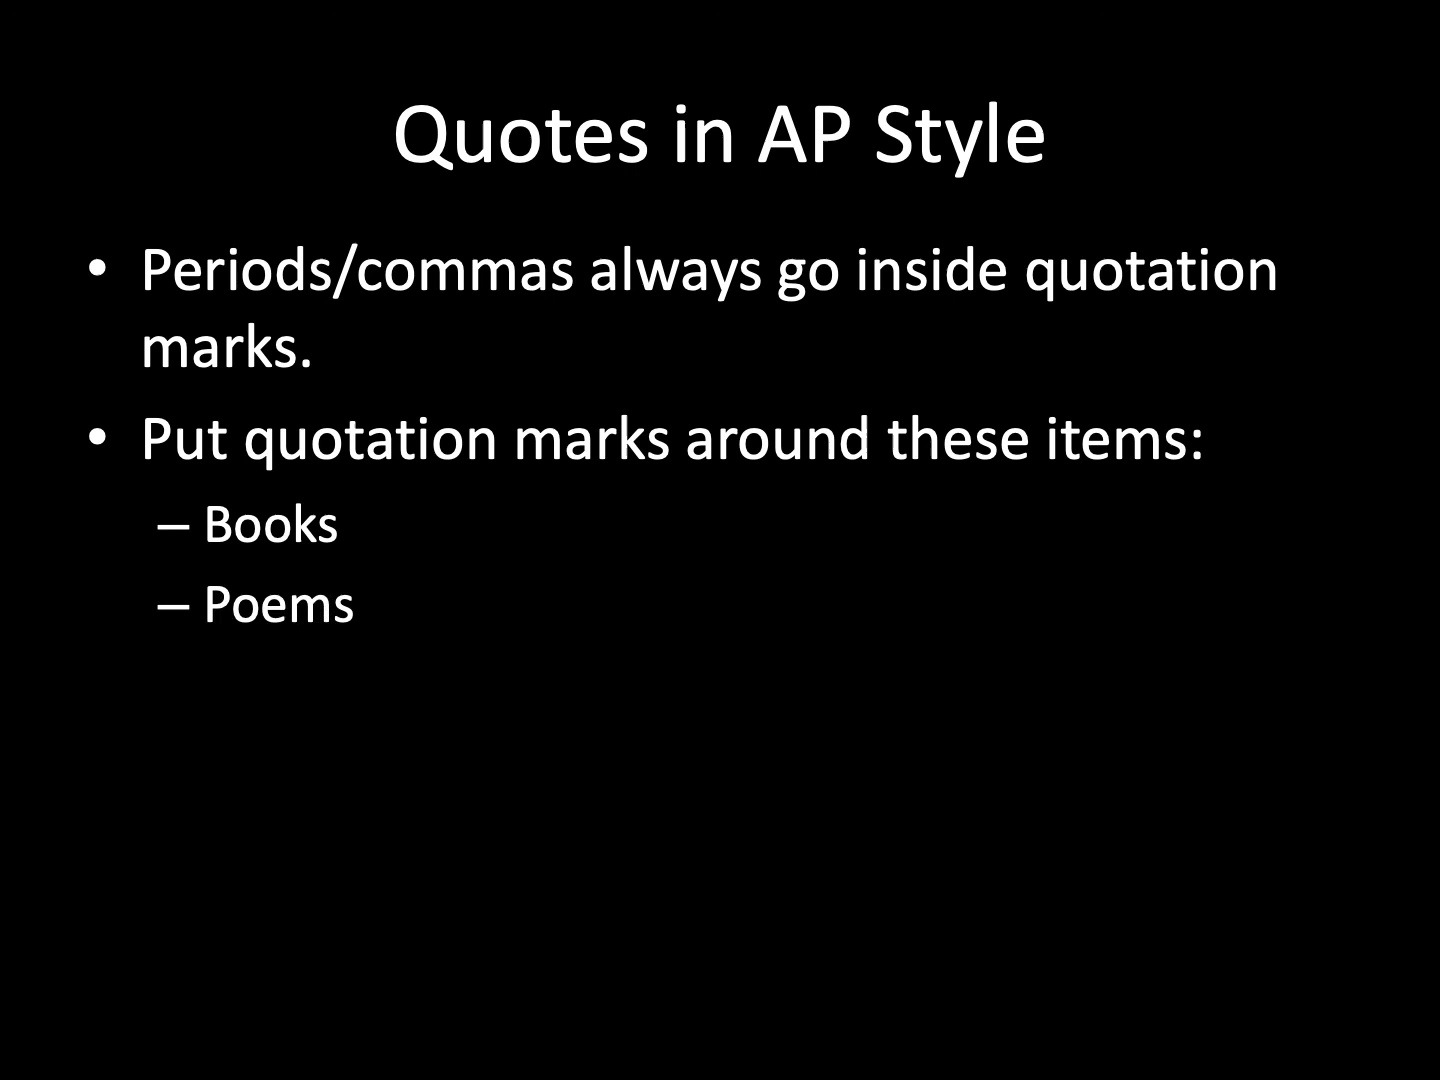 Quotes in AP Style
• Periods/commas always go inside quotation
marks.
• Put quotation marks around these items:
– Books
– Poems